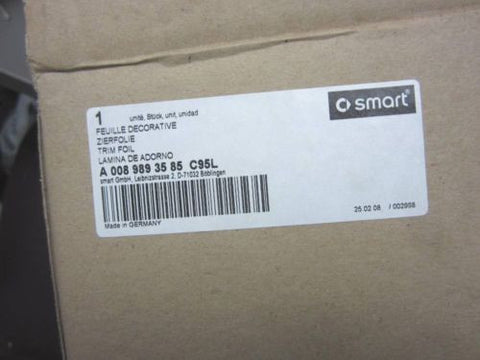 1 unité, Stück, unit, unidad
smart
FEUILLE DECORATIVE
ZIERFOLIE
TRIM FOIL
LAMINA DE ADORNO
A 008 989 35 85 C95L
smart GmbH, Leibnizstrasse 2, D-71032 Böblingen
Made in GERMANY
25.02.08 / 002958